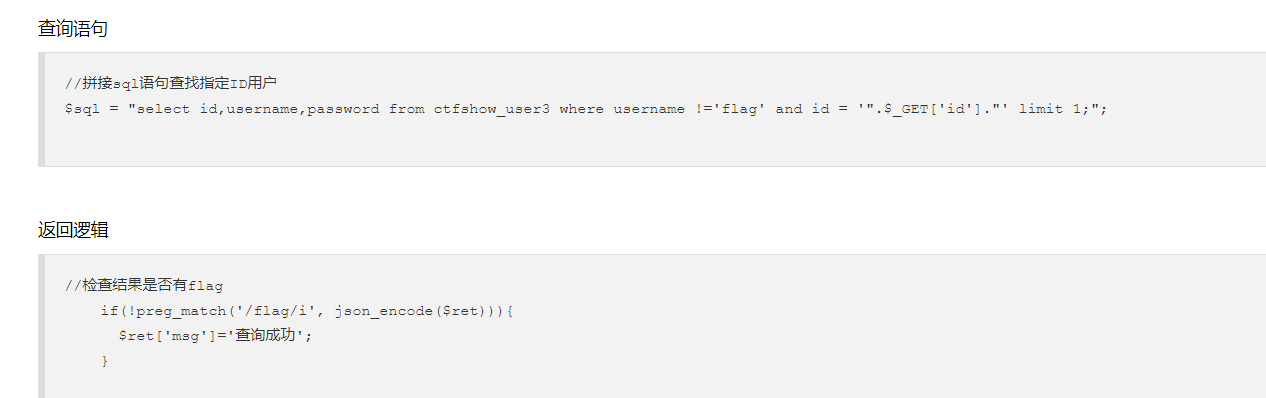 查询语句
//拼接sql语句查找指定ID用户
$sql = "select id,username,password from ctfshow_user3 where username !='flag' and id = '".$_GET['id']."' limit 1;";
返回逻辑
//检查结果是否有flag
if(!preg_match('/flag/i', json_encode($ret))){
$ret['msg']='查询成功';
}